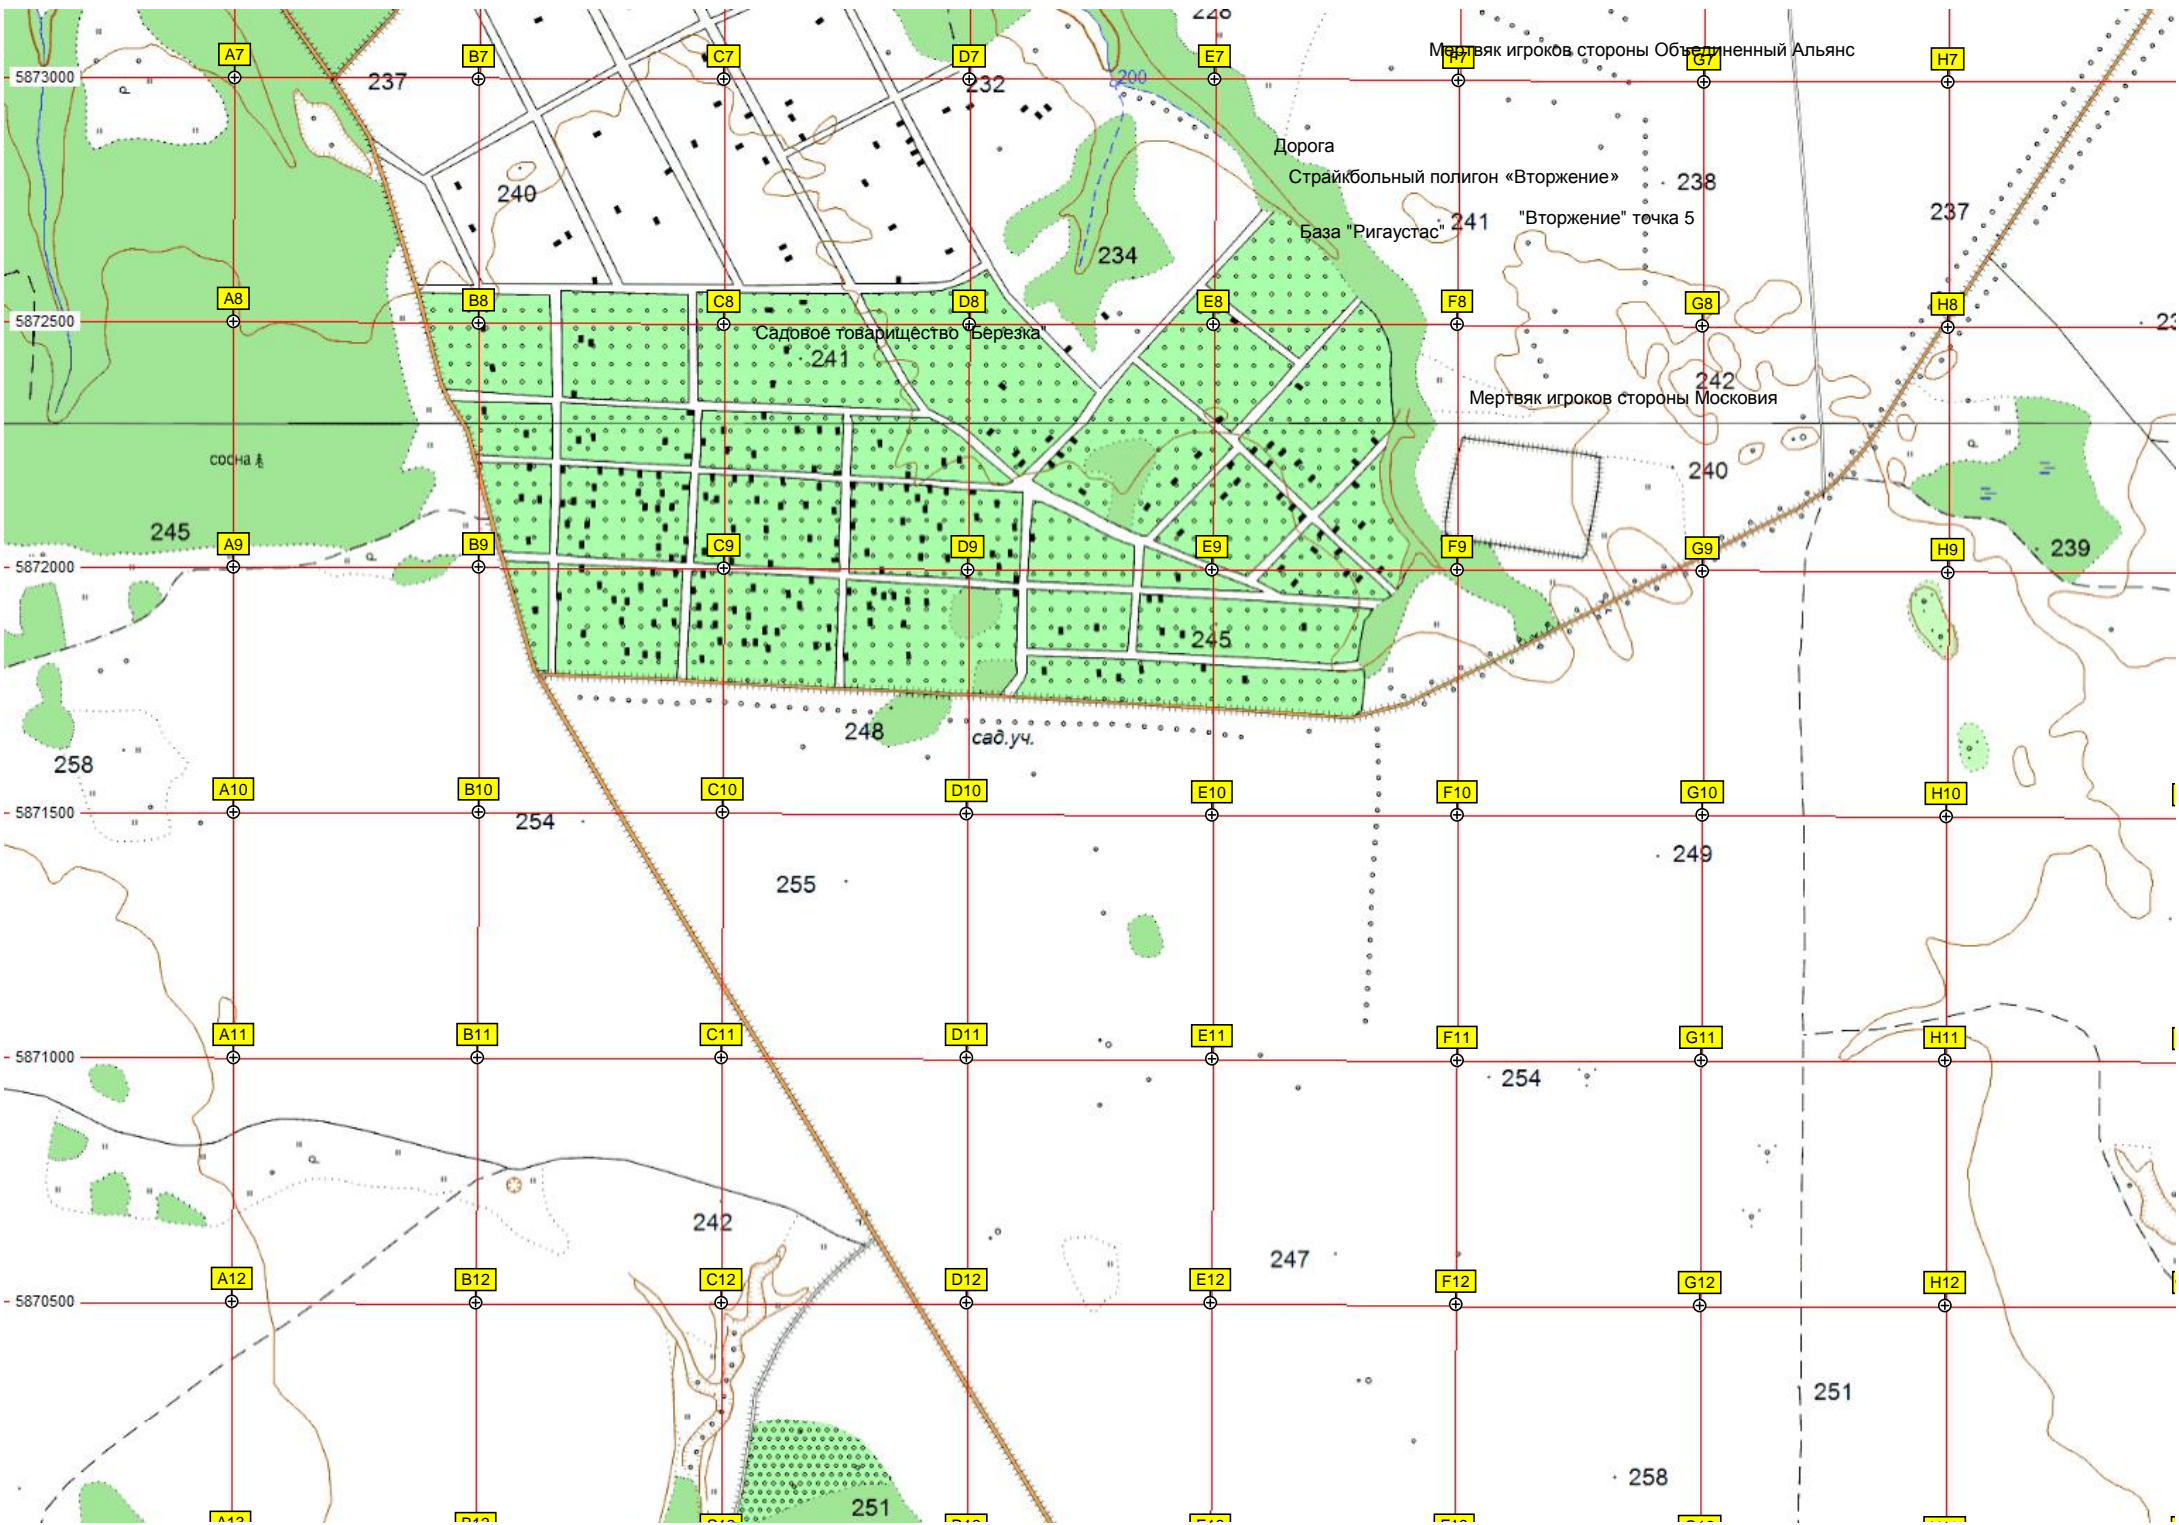 228
Мертвяк игроков стороны Объединенный Альянс
A7
B7
C7
D7
E7
F7
G7
H7
5873000
237
232
200
Дорога
Страйкбольный полигон «Вторжение»
238
240
241
"Вторжение" точка 5
237
База "Ригаустас"
234
A8
B8
C8
D8
E8
F8
G8
H8
5872500
Садовое товарищество "Березка"
241
242
Мертвяк игроков стороны Московия
сосна
240
245
A9
B9
C9
D9
E9
F9
G9
H9
239
5872000
245
248
сад.уч.
258
A10
B10
C10
D10
E10
F10
G10
H10
5871500
254
249
255
A11
B11
C11
D11
E11
F11
G11
H11
5871000
254
242
247
A12
B12
C12
D12
E12
F12
G12
H12
5870500
251
258
251